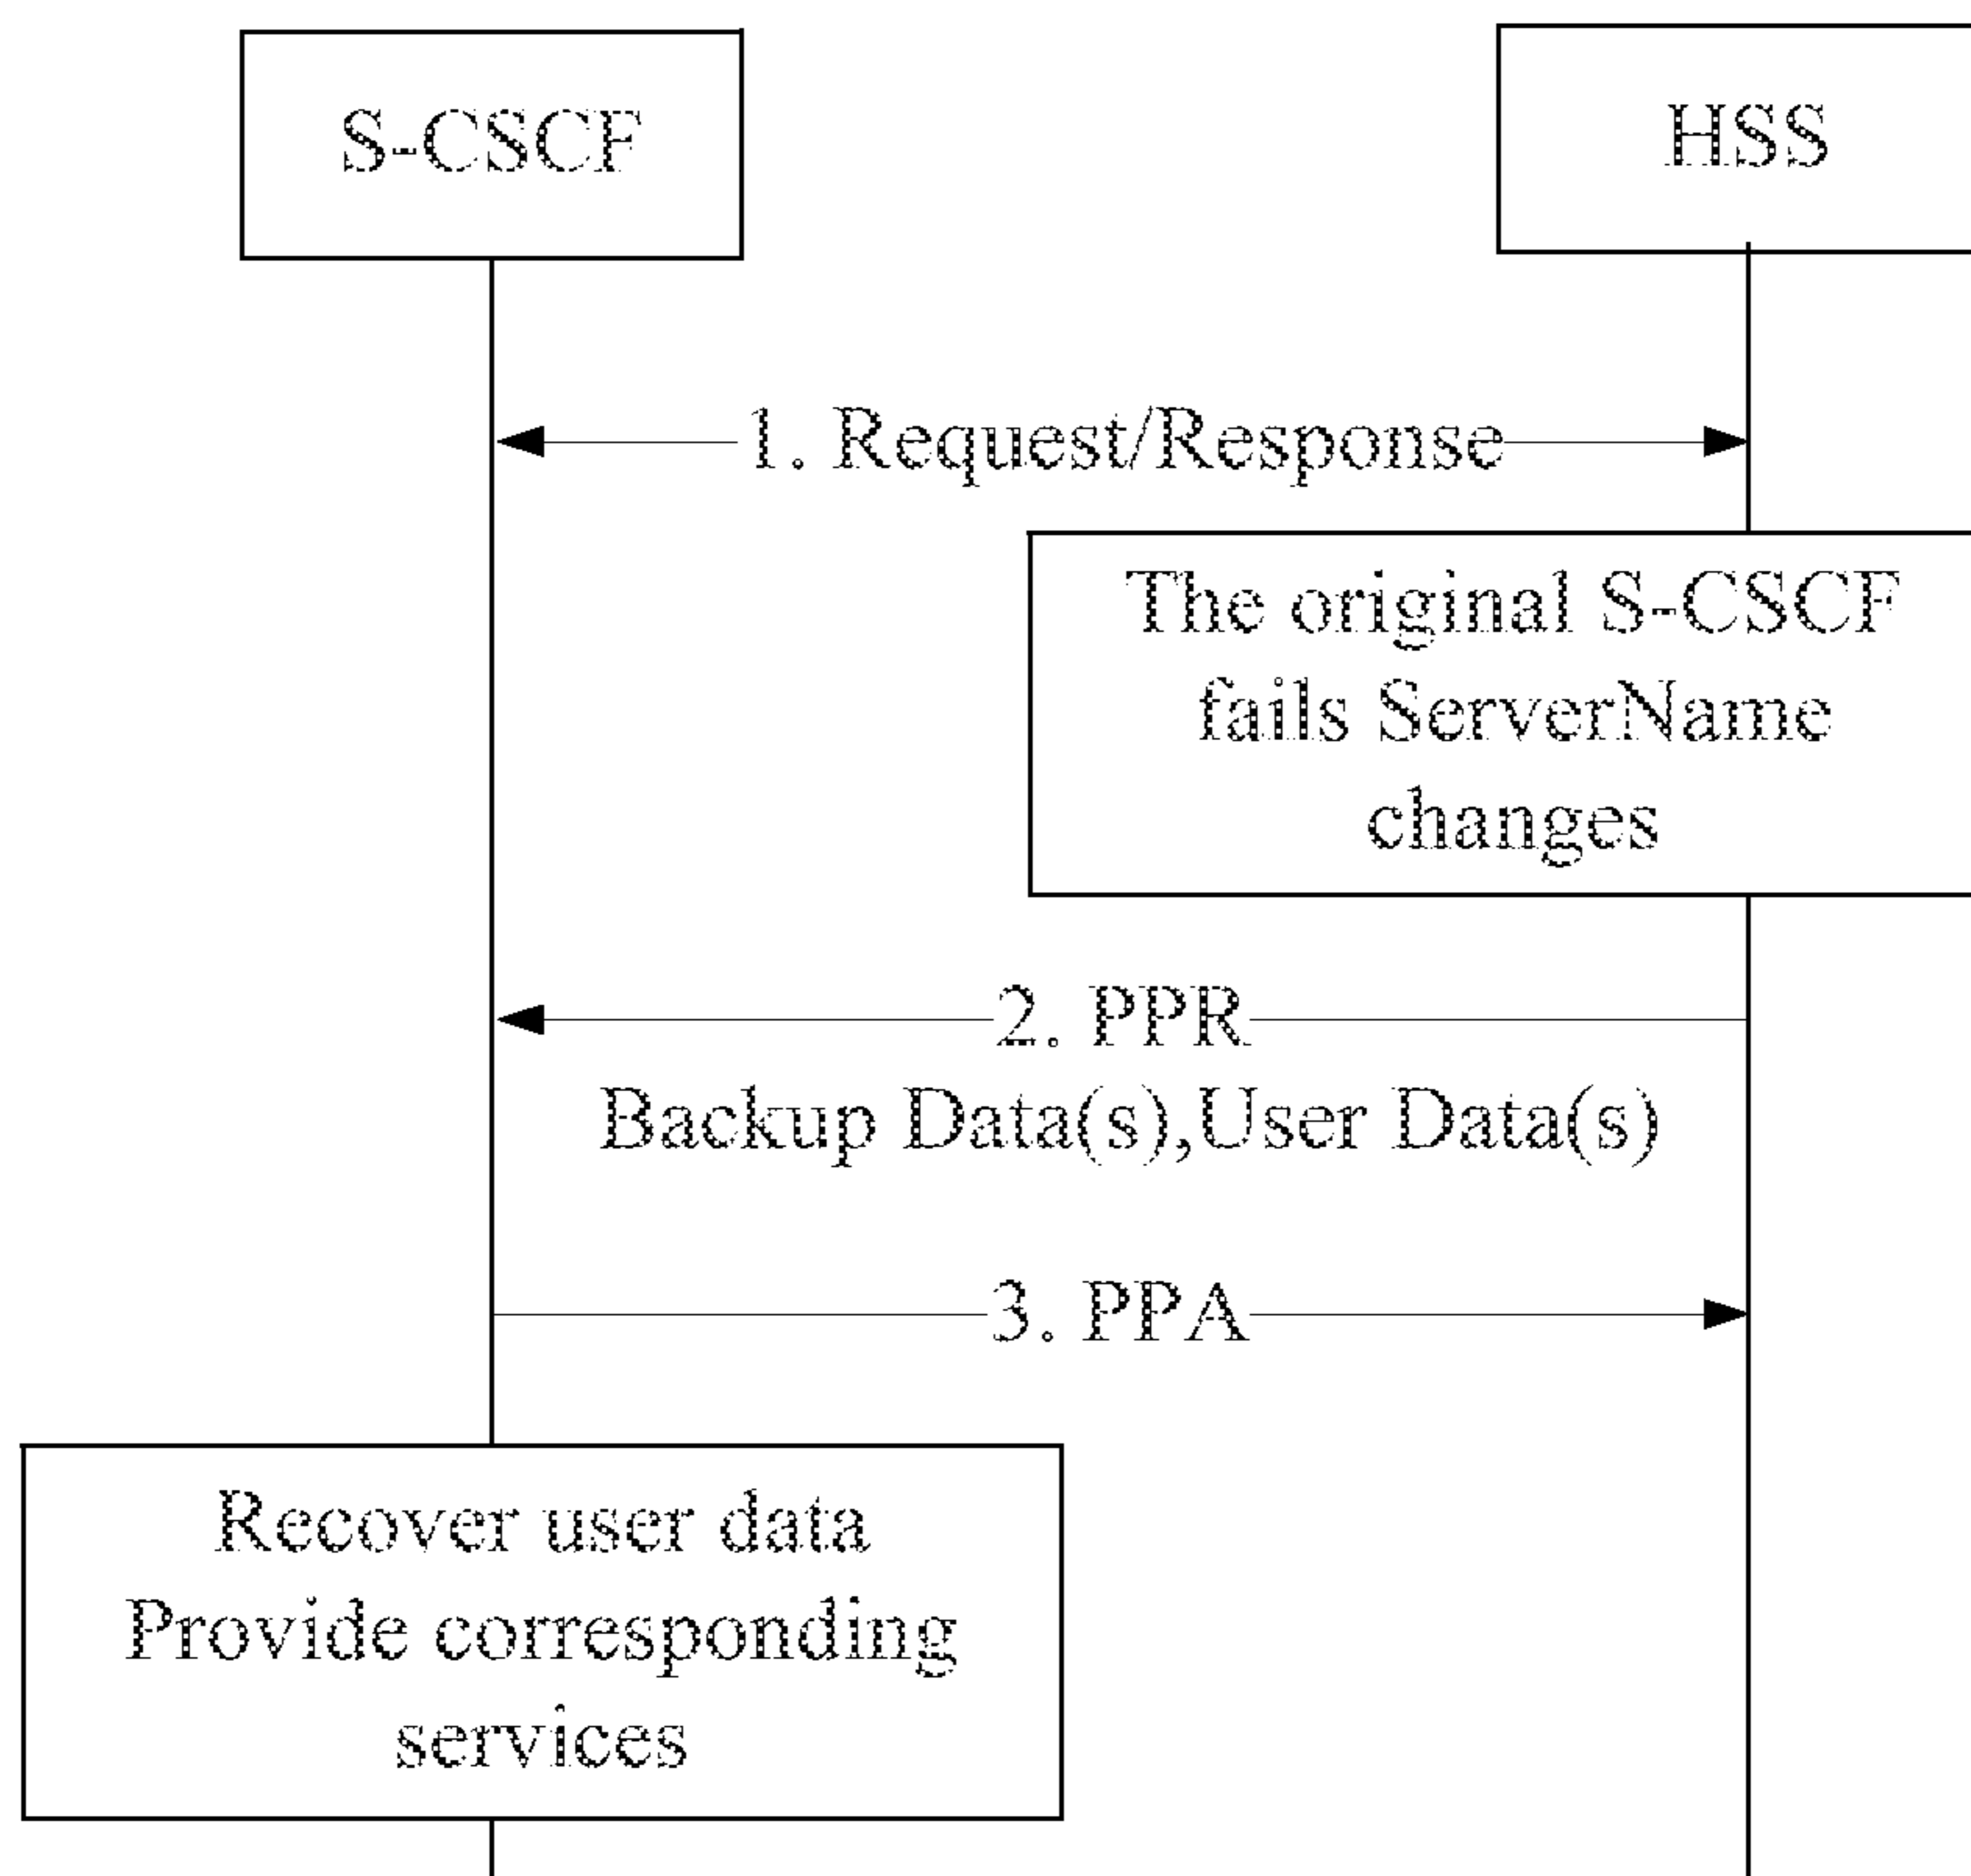 S-CSCF
HSS
1. Request/Response
The original S-CSCF
fails ServerName
changes
2. PPR
Backup Data(s),User Data(s)
3. PPA
Recover user data
Provide corresponding
services